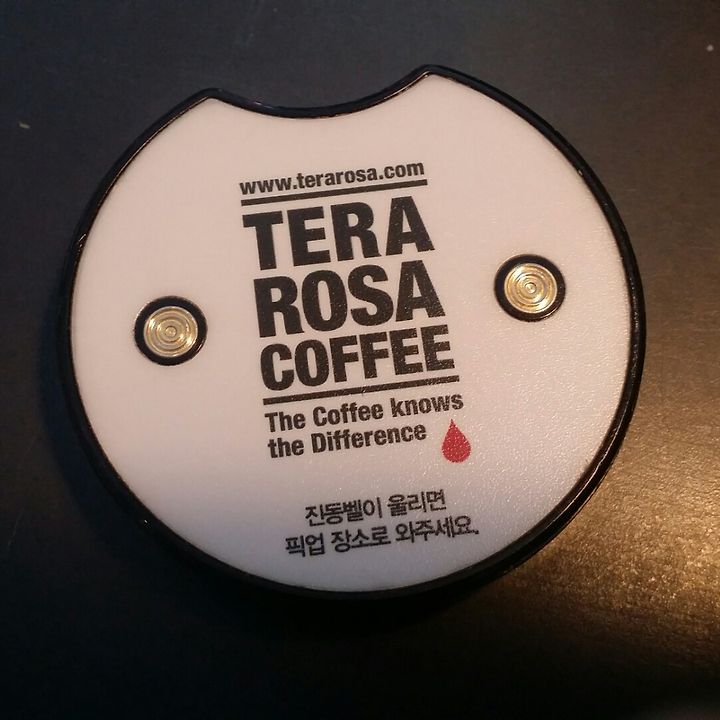 www.terarosa.com
TERA
ROSA
COFFEE
The Coffee knows
the Difference
진동벨이 울리면
픽업 장소로 와주세요.